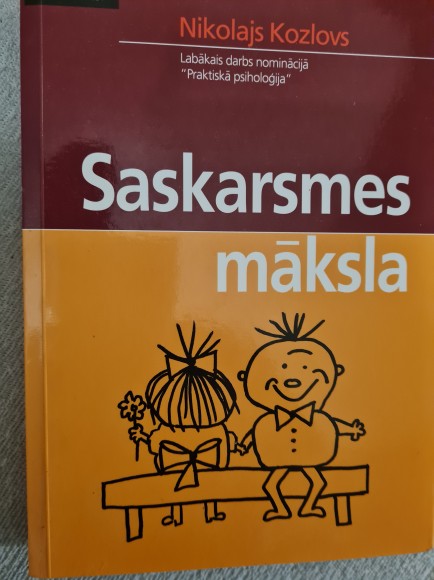 Nikolajs Kozlovs
Labākais darbs nominācijā
"Praktiskā psiholoģija"
Saskarsmes
māksla